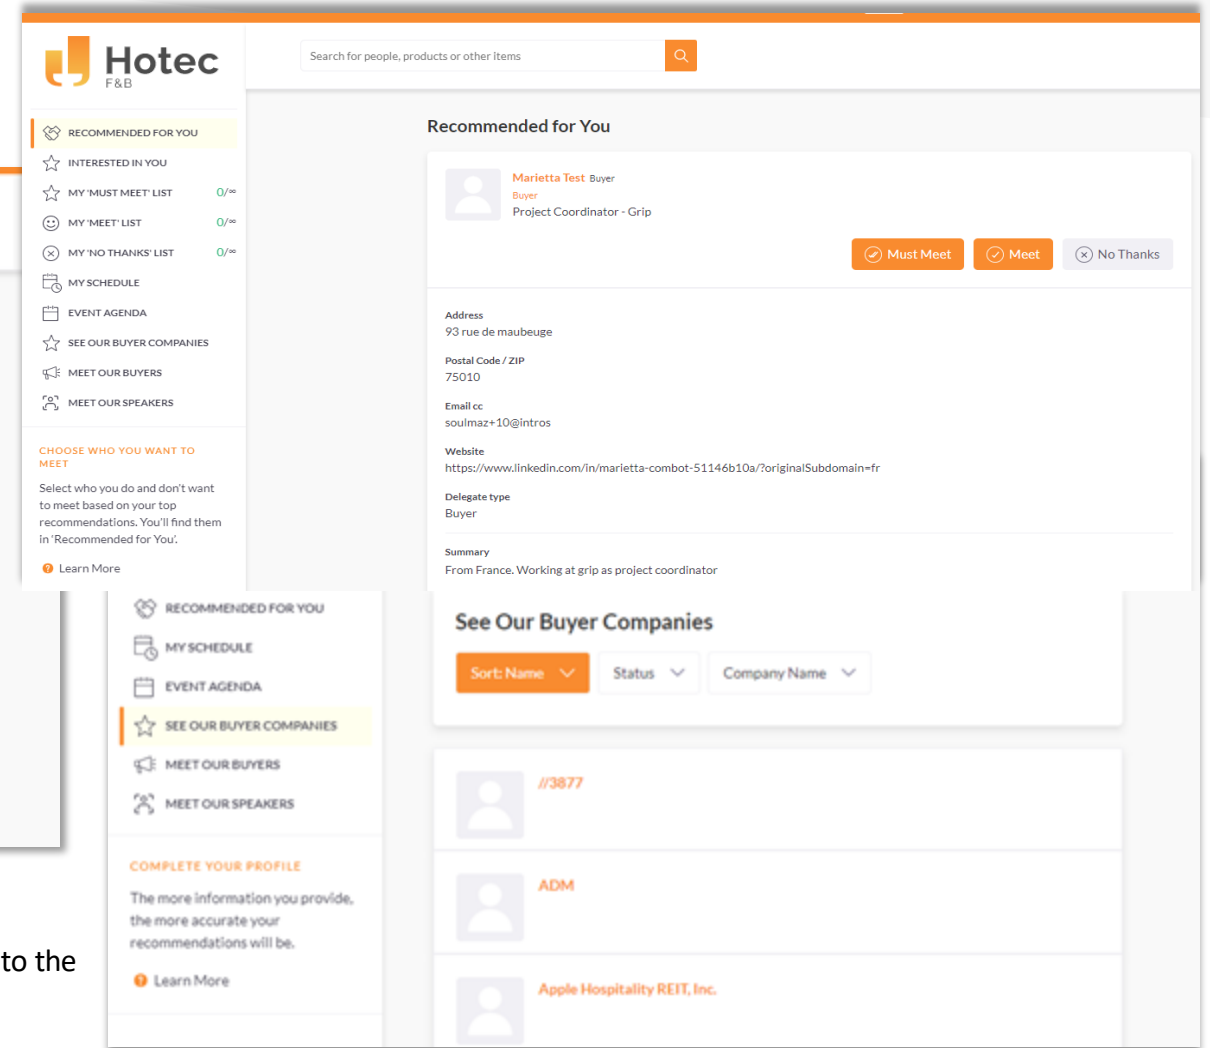 Hotec
F&B
Search for people, products or other items
RECOMMENDED FOR YOU
INTERESTED IN YOU
MY 'MUST MEET' LIST 0/∞
MY 'MEET' LIST 0/∞
MY 'NO THANKS' LIST 0/∞
MY SCHEDULE
EVENT AGENDA
SEE OUR BUYER COMPANIES
MEET OUR BUYERS
MEET OUR SPEAKERS
CHOOSE WHO YOU WANT TO
MEET
Select who you do and don't want
to meet based on your top
recommendations. You'll find them
in 'Recommended for You'.
Learn More
Recommended for You
Marietta Test Buyer
Buyer
Project Coordinator - Grip
Must Meet
Meet
No Thanks
Address
93 rue de maubeuge
Postal Code / ZIP
75010
Email cc
soulmaz+10@intros
Website
https://www.linkedin.com/in/marietta-combot-51146b10a/?originalSubdomain=fr
Delegate type
Buyer
Summary
From France. Working at grip as project coordinator
RECOMMENDED FOR YOU
MY SCHEDULE
EVENT AGENDA
SEE OUR BUYER COMPANIES
MEET OUR BUYERS
MEET OUR SPEAKERS
COMPLETE YOUR PROFILE
The more information you provide,
the more accurate your
recommendations will be.
Learn More
See Our Buyer Companies
Sort: Name
Status
Company Name
//3877
ADM
Apple Hospitality REIT, Inc.
to the